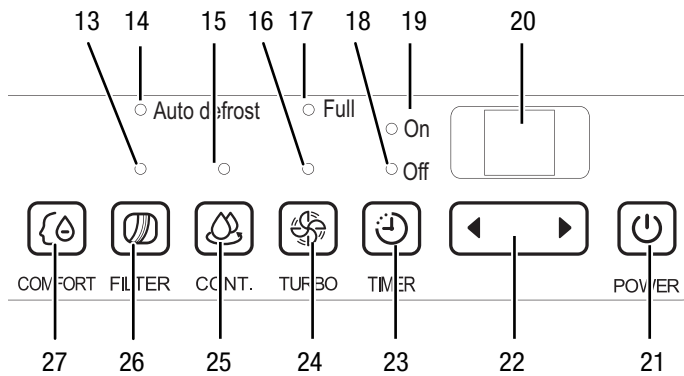 13 14 15 16 17 18 19 20
Auto defrost Full
On
Off
COMFORT FILTER CONT. TURBO TIMER POWER
27 26 25 24 23 22 21